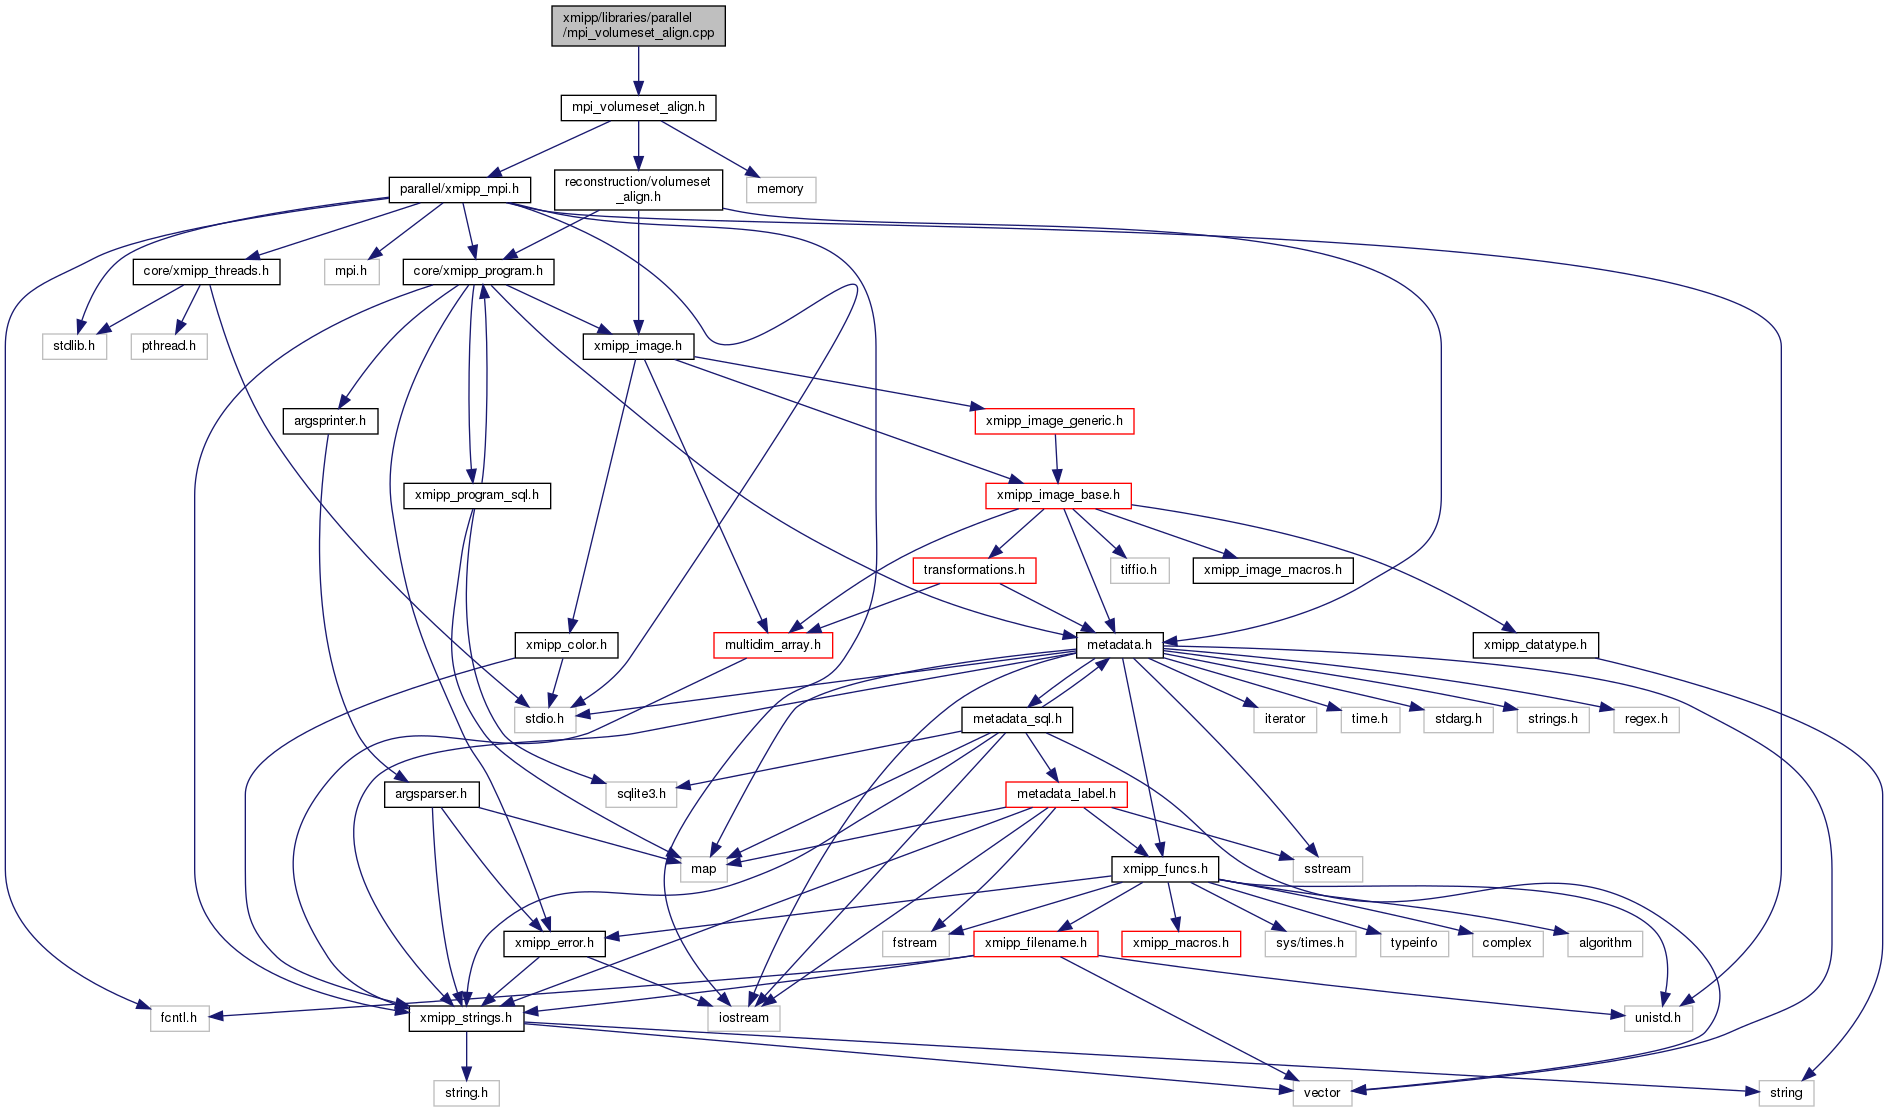 xmipp/libraries/parallel
/mpi_volumeset_align.cpp
mpi_volumeset_align.h
parallel/xmipp_mpi.h
reconstruction/volumeset
_align.h
memory
core/xmipp_threads.h
mpi.h
core/xmipp_program.h
stdlib.h
pthread.h
xmipp_image.h
argsprinter.h
xmipp_image_generic.h
xmipp_program_sql.h
xmipp_image_base.h
transformations.h
tiffio.h
xmipp_image_macros.h
xmipp_color.h
multidim_array.h
metadata.h
xmipp_datatype.h
stdio.h
metadata_sql.h
iterator
time.h
stdarg.h
strings.h
regex.h
argsparser.h
sqlite3.h
metadata_label.h
map
xmipp_funcs.h
sstream
xmipp_error.h
fstream
xmipp_filename.h
xmipp_macros.h
sys/times.h
typeinfo
complex
algorithm
fcntl.h
xmipp_strings.h
iostream
unistd.h
string.h
vector
string